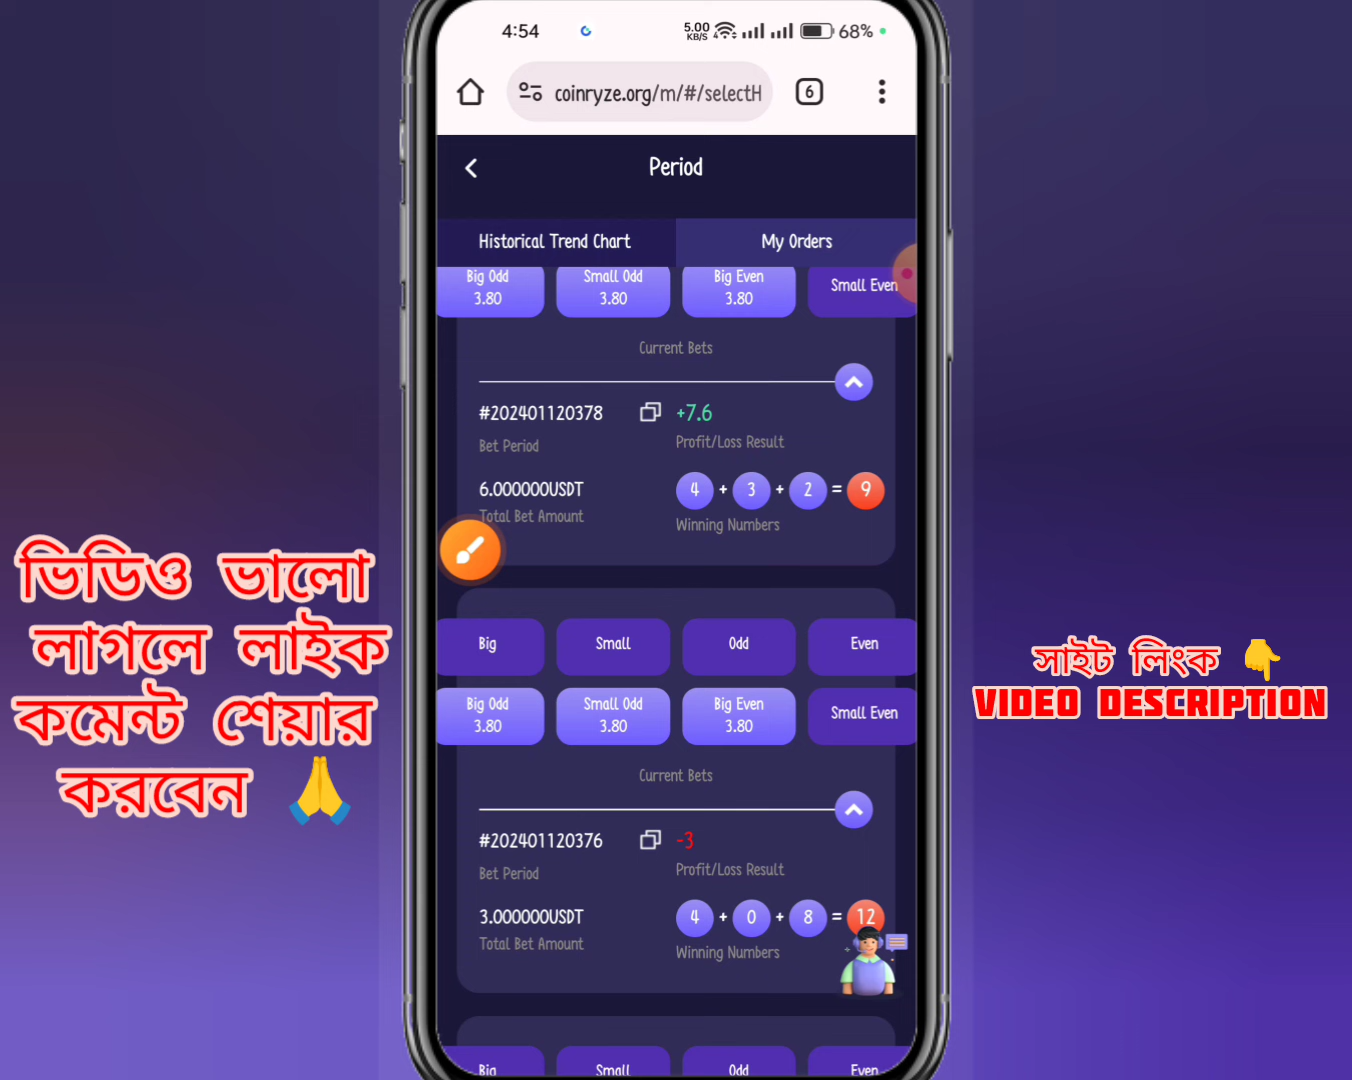 4:54
5.00 KB/S
68%
coinryze.org/m/#/selectH
6
Period
Historical Trend Chart
My Orders
Big Odd
3.80
Small Odd
3.80
Big Even
3.80
Small Even
Current Bets
#202401120378
+7.6
Bet Period
Profit/Loss Result
6.000000USDT
4 + 3 + 2 = 9
Total Bet Amount
Winning Numbers
Big
Small
Odd
Even
Big Odd
3.80
Small Odd
3.80
Big Even
3.80
Small Even
Current Bets
#202401120376
-3
Bet Period
Profit/Loss Result
3.000000USDT
4 + 0 + 8 = 12
Total Bet Amount
Winning Numbers
Big
Small
Odd
Even
ভিডিও ভালো
লাগলে লাইক
কমেন্ট শেয়ার
করবেন 🙏
সাইট লিংক 👇
VIDEO DESCRIPTION